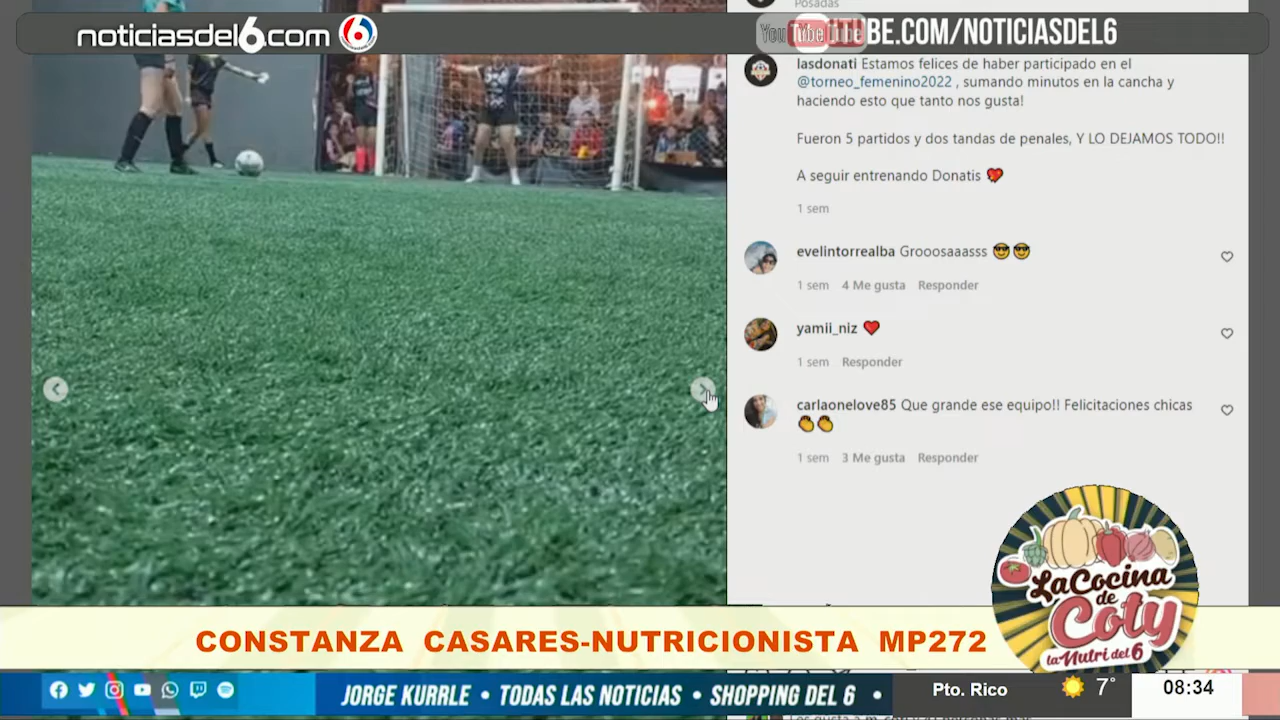 Posadas
noticiasdel6.com
YouTube
YOUTUBE.COM/NOTICIASDEL6
lasdonati Estamos felices de haber participado en el
@torneo_femenino2022 , sumando minutos en la cancha y
haciendo esto que tanto nos gusta!
Fueron 5 partidos y dos tandas de penales, Y LO DEJAMOS TODO!!
A seguir entrenando Donatis
1 sem
evelintorrealba Grooosaaasss
1 sem 4 Me gusta Responder
yamii_niz
1 sem Responder
carlaonelove85 Que grande ese equipo!! Felicitaciones chicas
1 sem 3 Me gusta Responder
La Cocina
de
Coty
la Nutri del 6
CONSTANZA CASARES-NUTRICIONISTA MP272
JORGE KURRLE • TODAS LAS NOTICIAS • SHOPPING DEL 6 •
Pto. Rico 7° 08:34